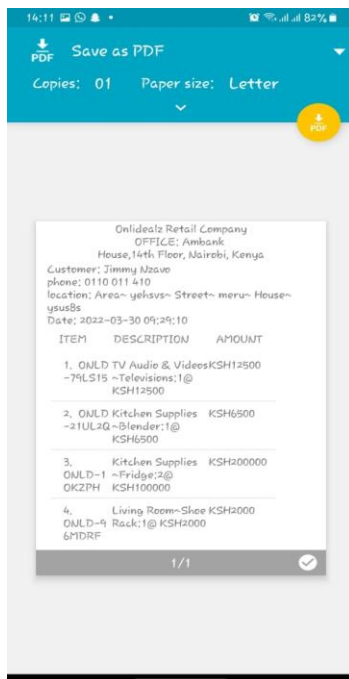 14:11
82%
PDF
Save as PDF
Copies: 01 Paper size: Letter
PDF
Onlidealz Retail Company
OFFICE: Ambank
House,14th Floor, Nairobi, Kenya
Customer: Jimmy Nzavo
phone: 0110 011 410
location: Area~ yehsvs~ Street~ meru~ House~
ysus8s
Date: 2022-03-30 09:29:10
ITEM DESCRIPTION AMOUNT
1. ONLD TV Audio & Videos KSH12500
-79LS15 ~Televisions:1@
KSH12500
2. ONLD Kitchen Supplies KSH6500
-21UL2Q ~Blender:1@
KSH6500
3. Kitchen Supplies KSH200000
ONLD-1 ~Fridge:2@
OKZPH KSH100000
4. Living Room~Shoe KSH2000
ONLD-9 Rack:1@ KSH2000
6MDRF
1/1